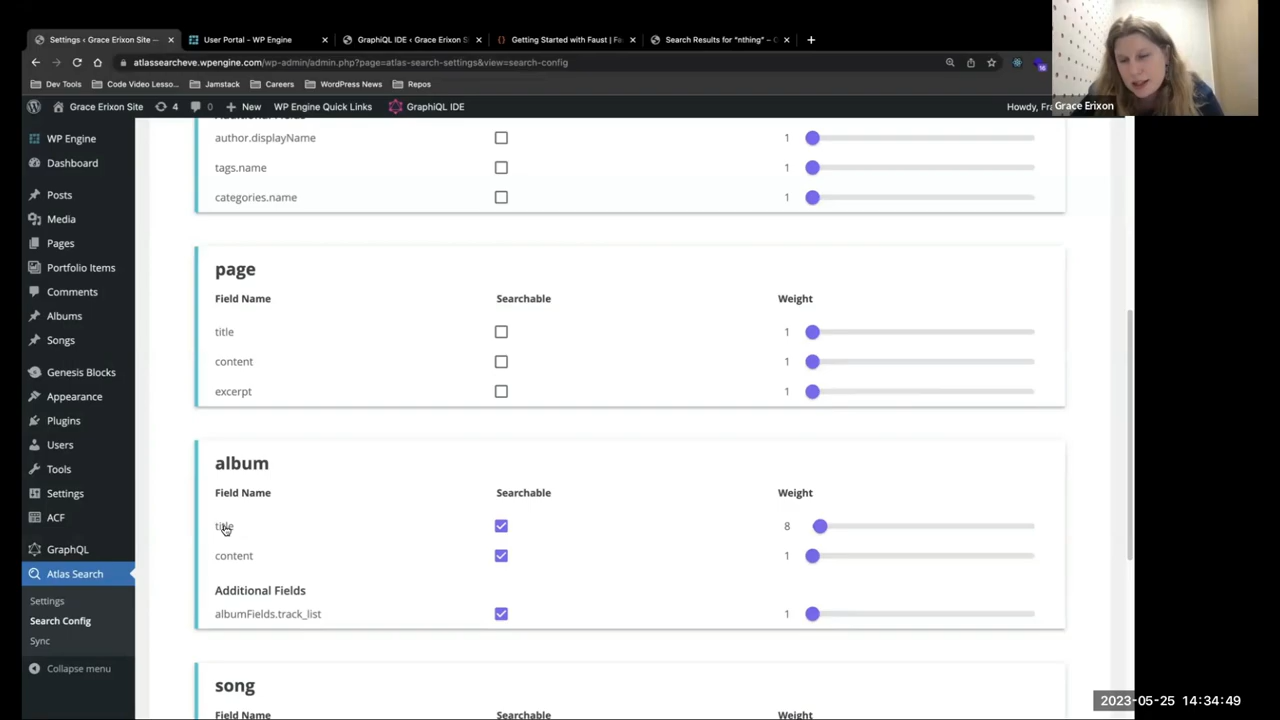 Settings ‹ Grace Erixon Site —
User Portal - WP Engine
GraphiQL IDE ‹ Grace Erixon S
Getting Started with Faust | Fa
Search Results for "nthing" –
atlassearcheve.wpengine.com/wp-admin/admin.php?page=atlas-search-settings&view=search-config
Dev Tools
Code Video Lesso...
Jamstack
Careers
WordPress News
Repos
Grace Erixon Site
4
0
New
WP Engine Quick Links
GraphiQL IDE
Howdy, Fra
Grace Erixon
WP Engine
Dashboard
Posts
Media
Pages
Portfolio Items
Comments
Albums
Songs
Genesis Blocks
Appearance
Plugins
Users
Tools
Settings
ACF
GraphQL
Atlas Search
Settings
Search Config
Sync
Collapse menu
author.displayName 1
tags.name 1
categories.name 1
page
Field Name Searchable Weight
title 1
content 1
excerpt 1
album
Field Name Searchable Weight
title 8
content 1
Additional Fields
albumFields.track_list 1
song
Field Name Searchable Weight
2023-05-25 14:34:49